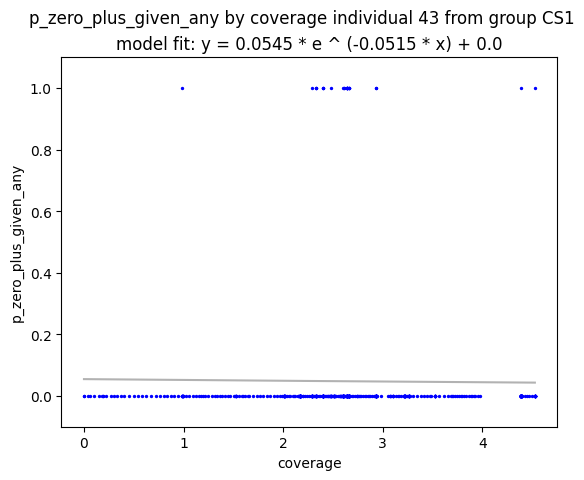 p_zero_plus_given_any by coverage individual 43 from group CS1
model fit: y = 0.0545 * e ^ (-0.0515 * x) + 0.0
1.0
0.8
0.6
0.4
0.2
0.0
p_zero_plus_given_any
0
1
2
3
4
coverage